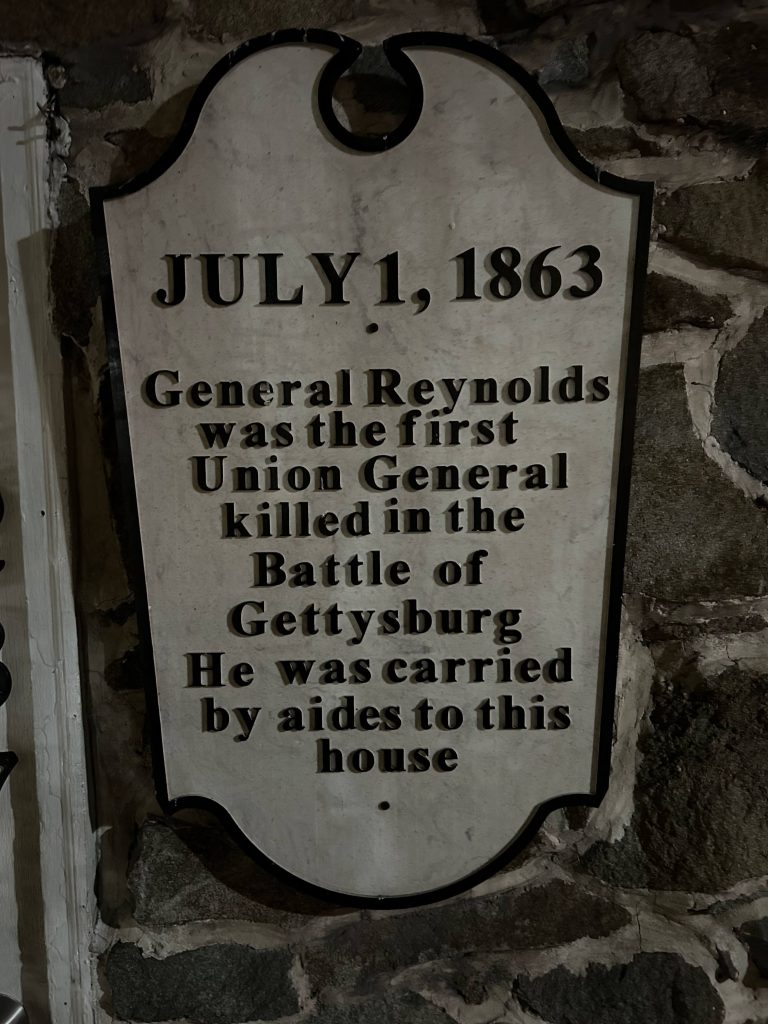 JULY 1, 1863
General Reynolds
was the first
Union General
killed in the
Battle of
Gettysburg
He was carried
by aides to this
house